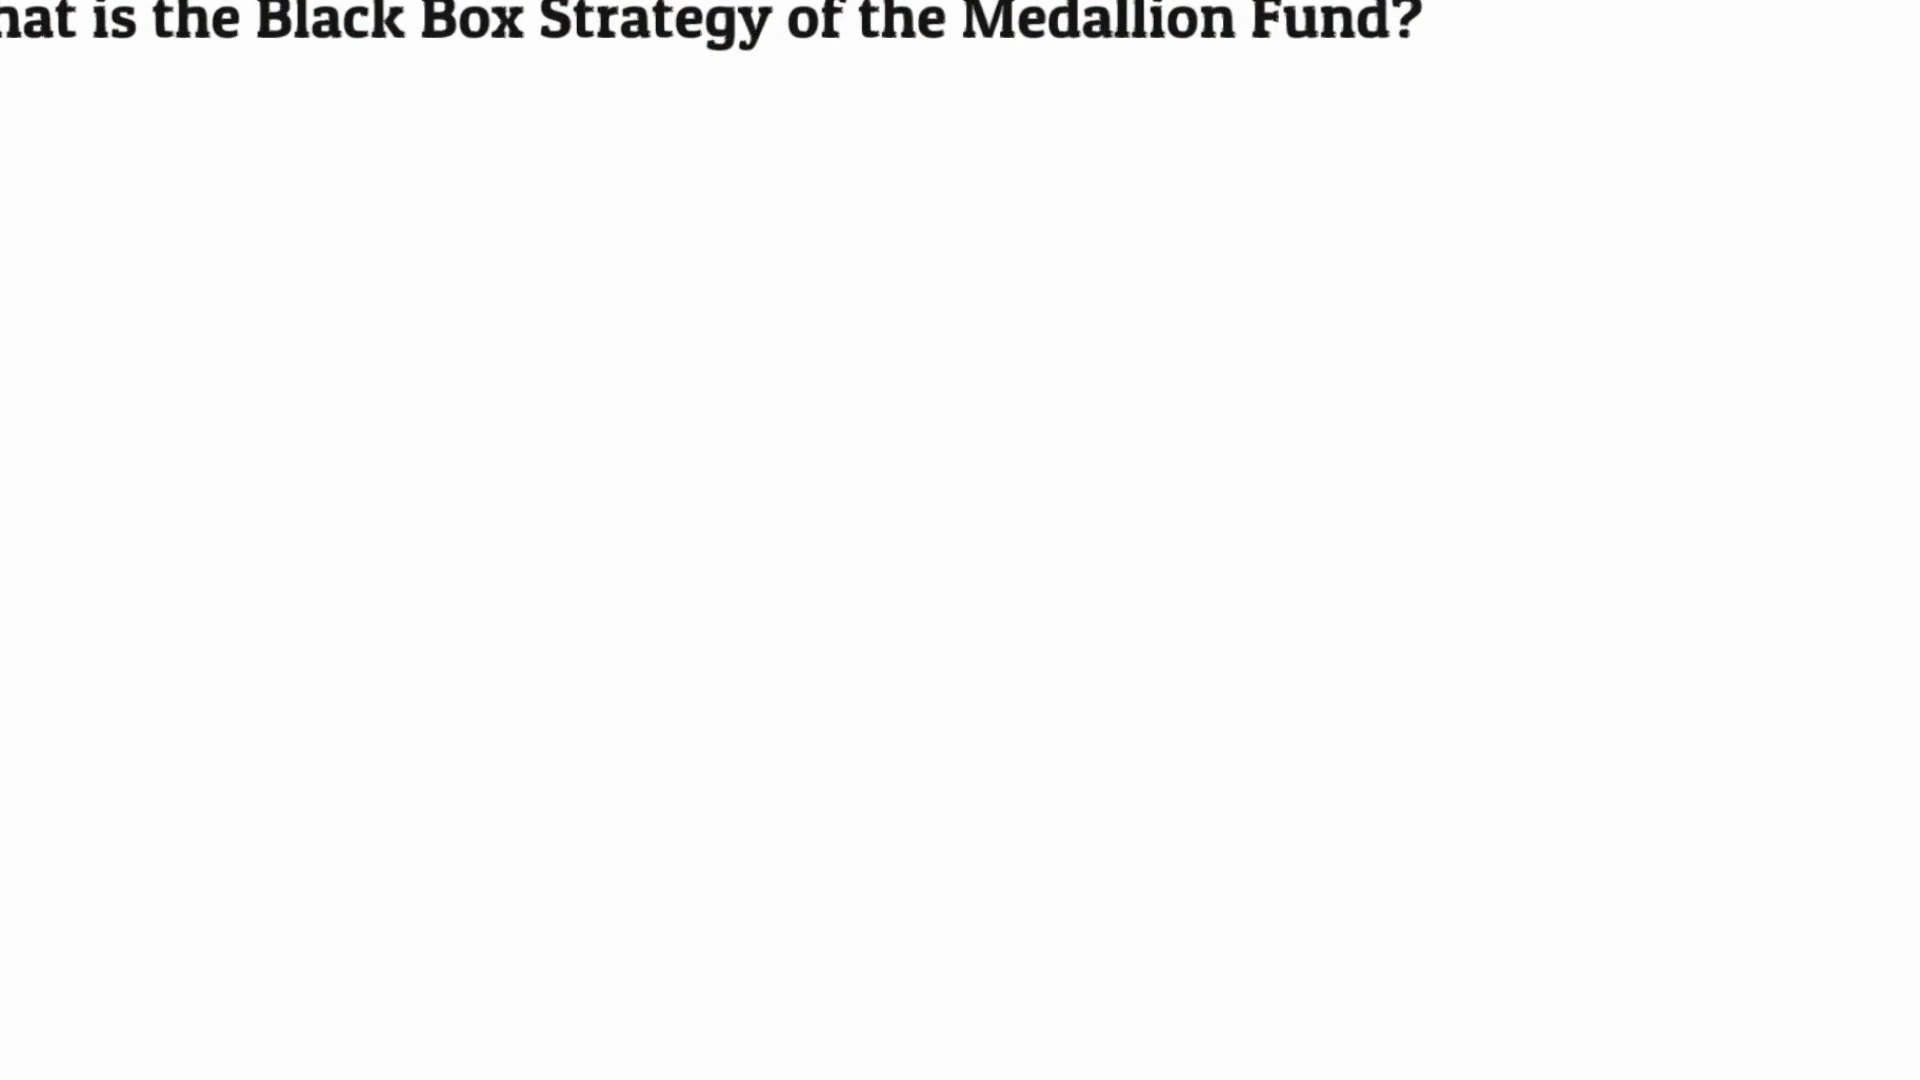 hat is the Black Box Strategy of the Medallion Fund?